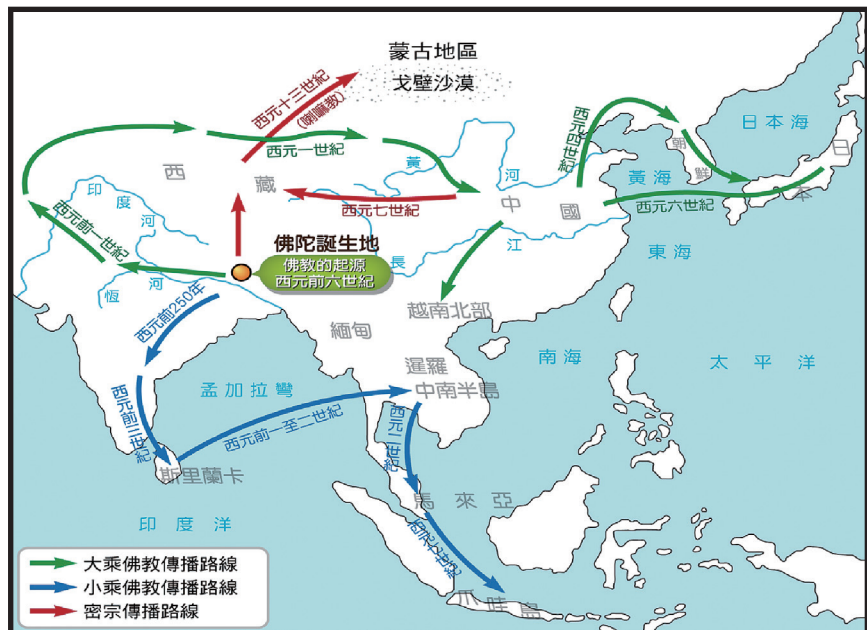 蒙古地區
戈壁沙漠
西元十三世紀
(喇嘛教)
西元一世紀
西元四世紀
日本海
朝鮮
日本
黃海
西元六世紀
黃河
西藏
西元七世紀
中國
印度河
西元前一世紀
佛陀誕生地
佛教的起源
西元前六世紀
長江
東海
恆河
西元前250年
緬甸
越南北部
暹羅
中南半島
南海
太平洋
孟加拉灣
西元前三世紀
西元前一至二世紀
西元二世紀
斯里蘭卡
馬來亞
印度洋
爪哇島
大乘佛教傳播路線
小乘佛教傳播路線
密宗傳播路線